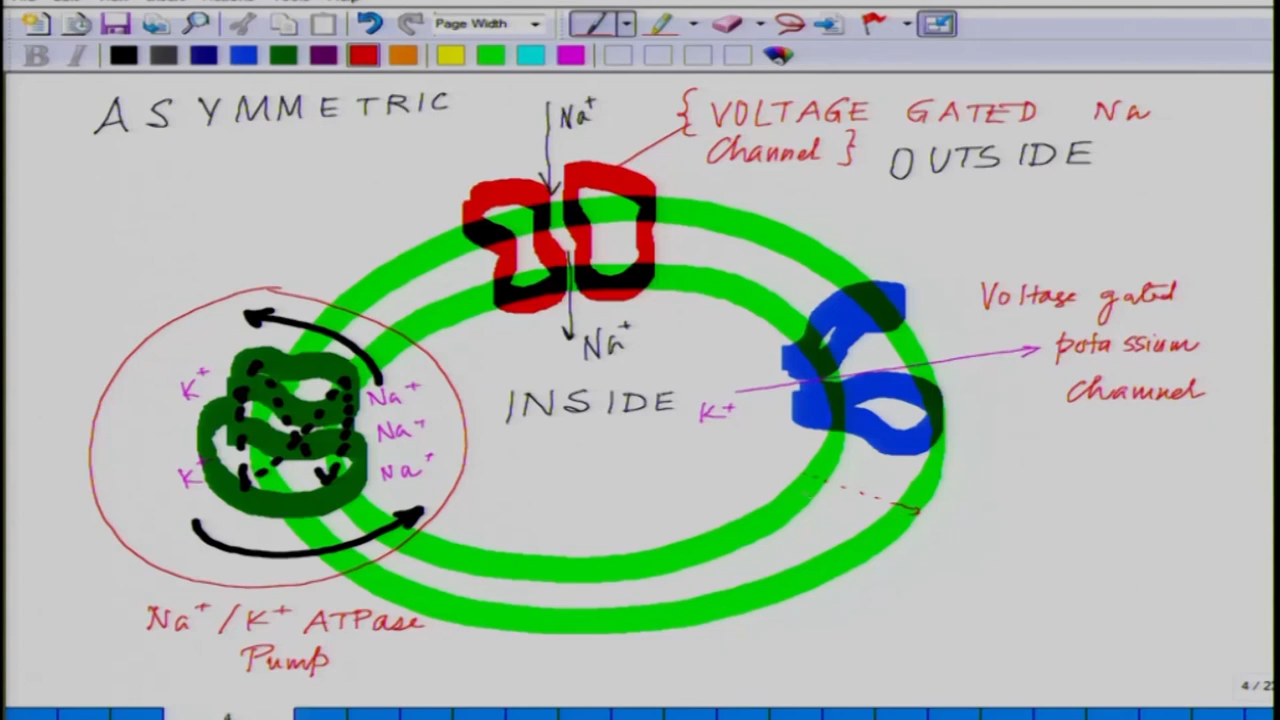 Page Width
B I
ASYMMETRIC
Na⁺
{ VOLTAGE GATED Na
Channel }
OUTSIDE
Na⁺
INSIDE
K⁺
Voltage gated
potassium
Channel
K⁺
K⁺
Na⁺
Na⁺
Na⁺
Na⁺/K⁺ ATPase
Pump
4